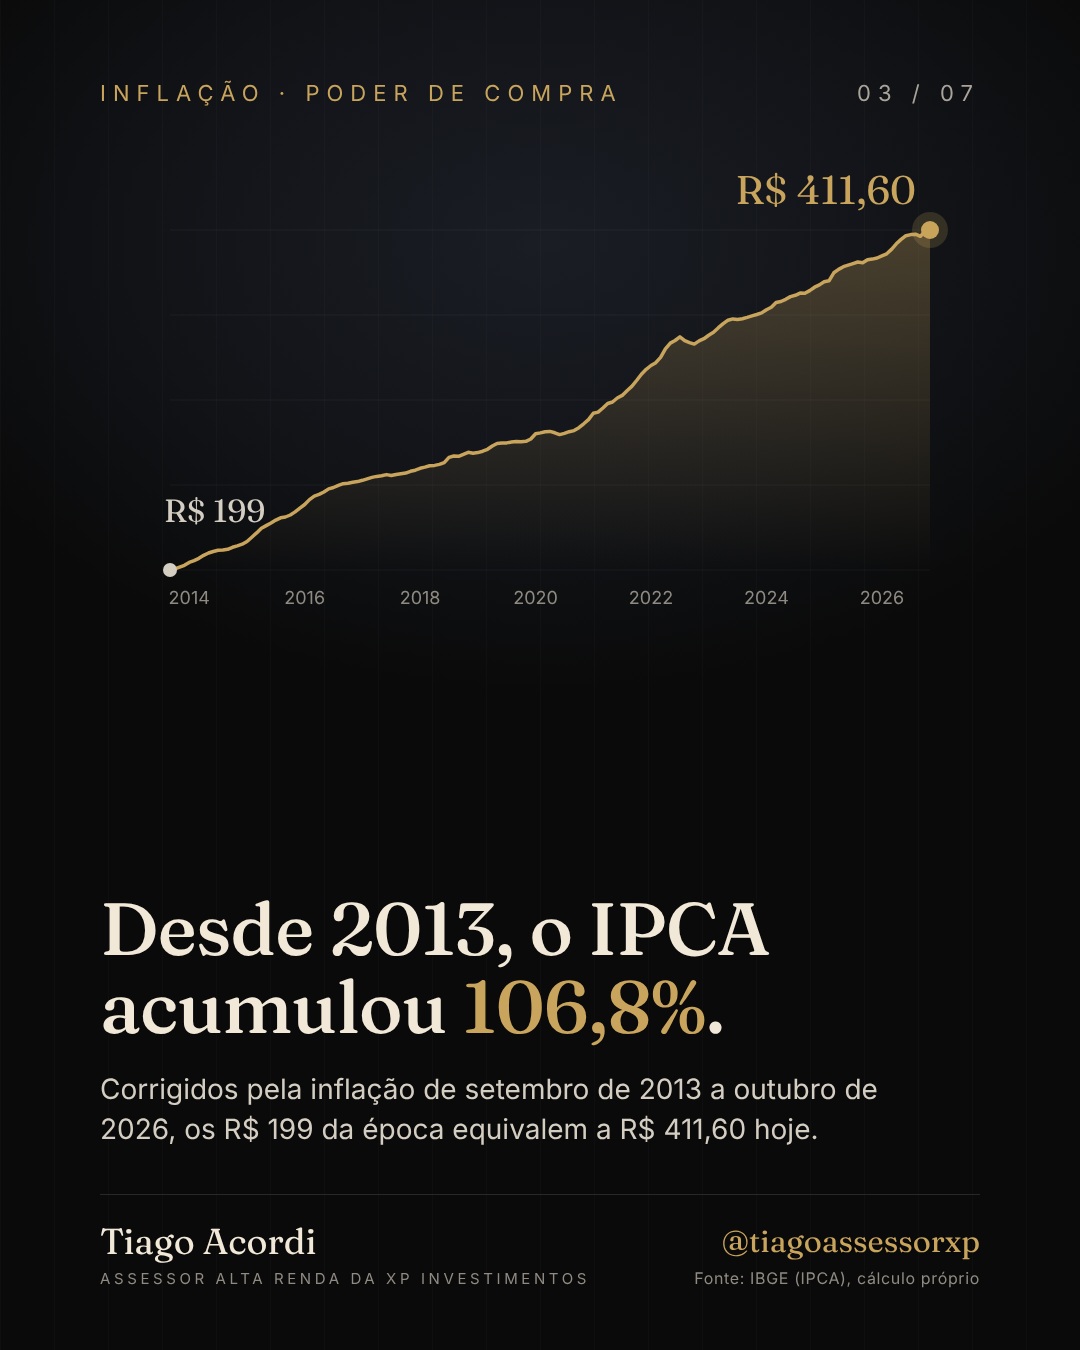 INFLAÇÃO · PODER DE COMPRA
03 / 07
R$ 411,60
R$ 199
2014 2016 2018 2020 2022 2024 2026
Desde 2013, o IPCA
acumulou 106,8%.
Corrigidos pela inflação de setembro de 2013 a outubro de
2026, os R$ 199 da época equivalem a R$ 411,60 hoje.
Tiago Acordi
@tiagoassessorxp
ASSESSOR ALTA RENDA DA XP INVESTIMENTOS
Fonte: IBGE (IPCA), cálculo próprio